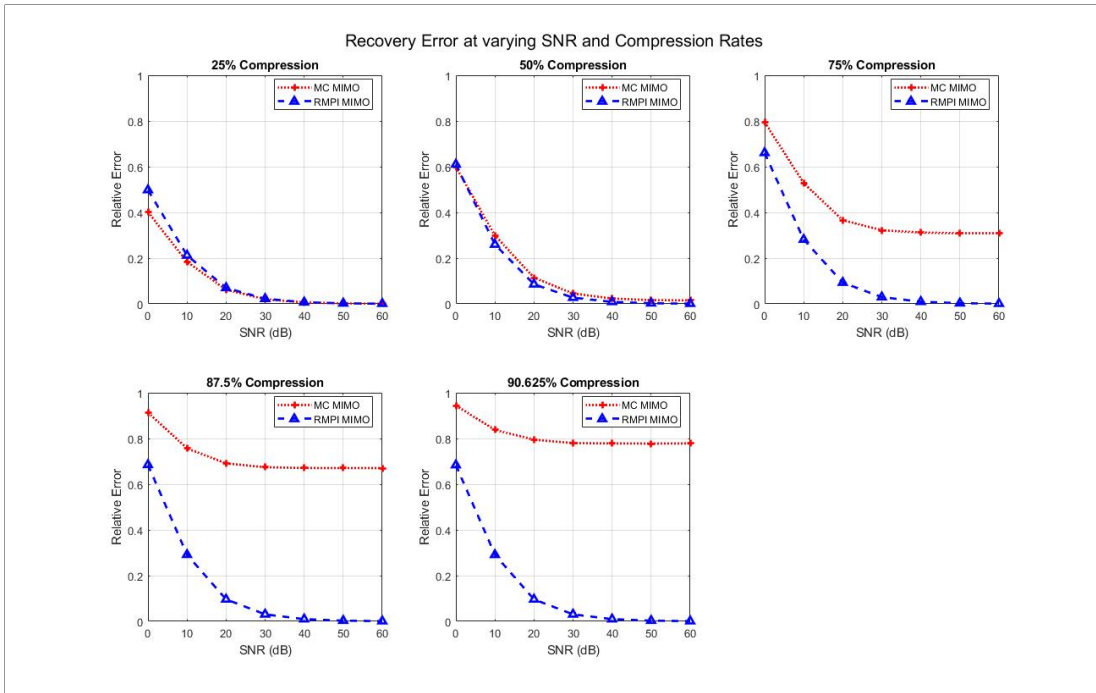 Recovery Error at varying SNR and Compression Rates
25% Compression
1
0.8
0.6
0.4
0.2
0
Relative Error
MC MIMO
RMPI MIMO
0 10 20 30 40 50 60
SNR (dB)
50% Compression
1
0.8
0.6
0.4
0.2
0
Relative Error
MC MIMO
RMPI MIMO
0 10 20 30 40 50 60
SNR (dB)
75% Compression
1
0.8
0.6
0.4
0.2
0
Relative Error
MC MIMO
RMPI MIMO
0 10 20 30 40 50 60
SNR (dB)
87.5% Compression
1
0.8
0.6
0.4
0.2
0
Relative Error
MC MIMO
RMPI MIMO
0 10 20 30 40 50 60
SNR (dB)
90.625% Compression
1
0.8
0.6
0.4
0.2
0
Relative Error
MC MIMO
RMPI MIMO
0 10 20 30 40 50 60
SNR (dB)